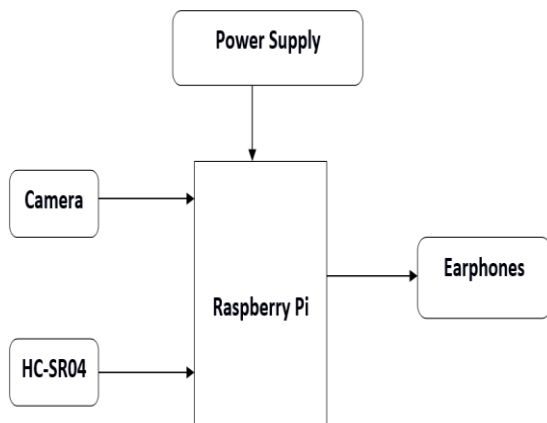 Power Supply
Camera
Raspberry Pi
Earphones
HC-SR04